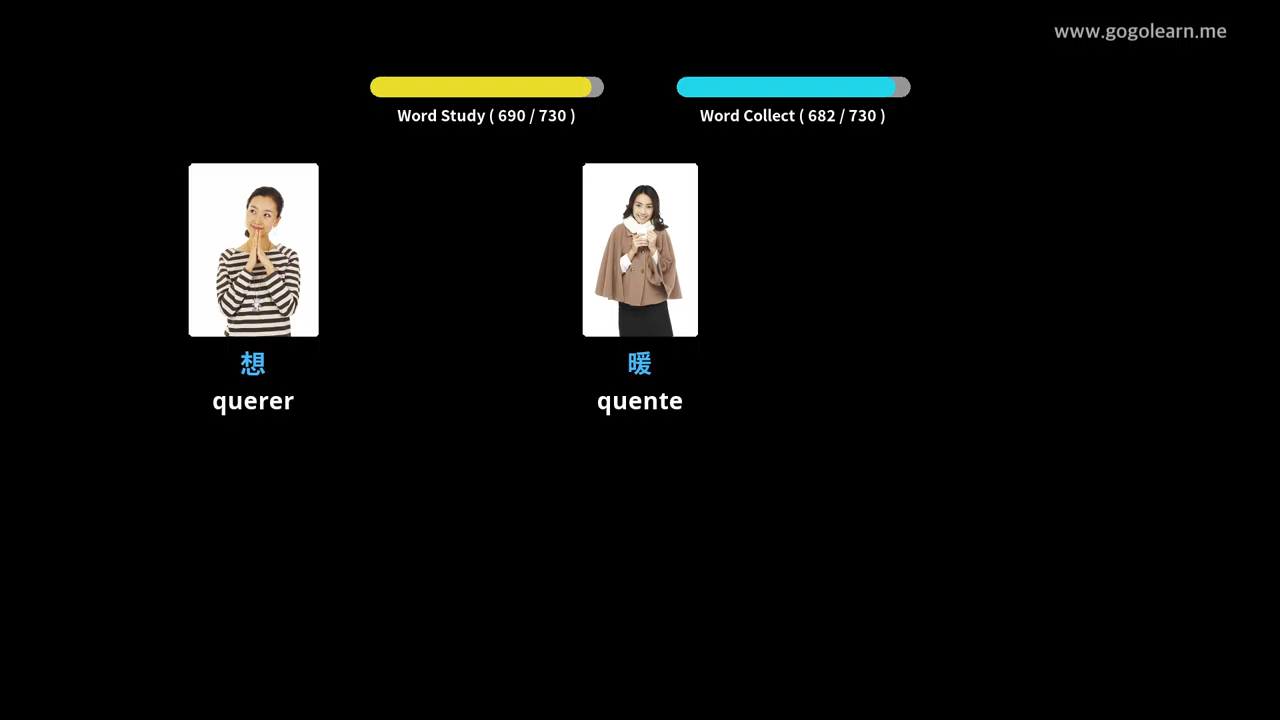 www.gogolearn.me
Word Study ( 690 / 730 )
Word Collect ( 682 / 730 )
想
querer
暖
quente